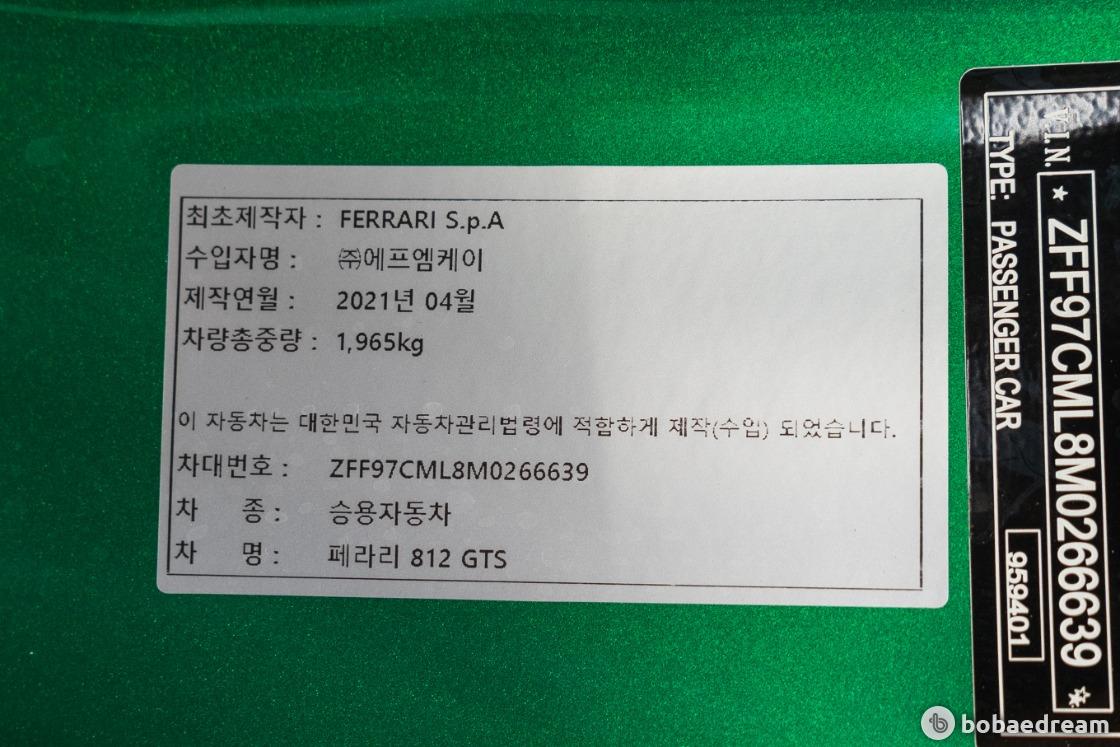 최초제작자 : FERRARI S.p.A
수입자명 : ㈜에프엠케이
제작연월 : 2021년 04월
차량총중량 : 1,965kg
이 자동차는 대한민국 자동차관리법령에 적합하게 제작(수입) 되었습니다.
차대번호 : ZFF97CML8M0266639
차 종 : 승용자동차
차 명 : 페라리 812 GTS
V.I.N.
★ ZFF97CML8M0266639 ★
TYPE: PASSENGER CAR
959401
bobaedream